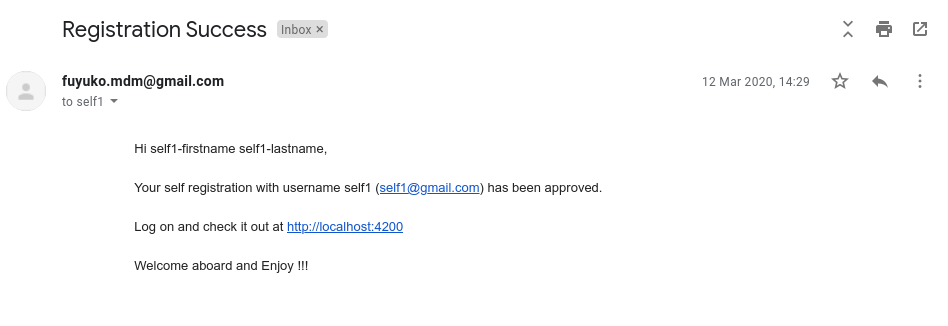 Registration Success Inbox ×
fuyuko.mdm@gmail.com 12 Mar 2020, 14:29
to self1
Hi self1-firstname self1-lastname,
Your self registration with username self1 (self1@gmail.com) has been approved.
Log on and check it out at http://localhost:4200
Welcome aboard and Enjoy !!!